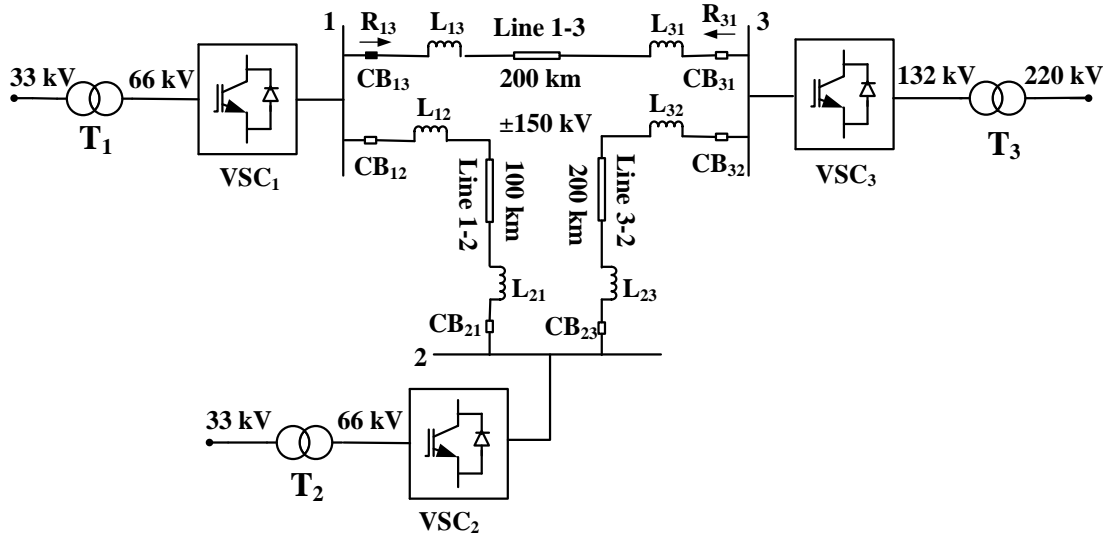 1
R13
L13
Line 1-3
L31
R31
3
33 kV
66 kV
CB13
200 km
CB31
132 kV
220 kV
T1
VSC1
L12
±150 kV
L32
CB12
CB32
VSC3
T3
Line 1-2
100 km
200 km
Line 3-2
L21
L23
CB21
CB23
2
33 kV
66 kV
T2
VSC2